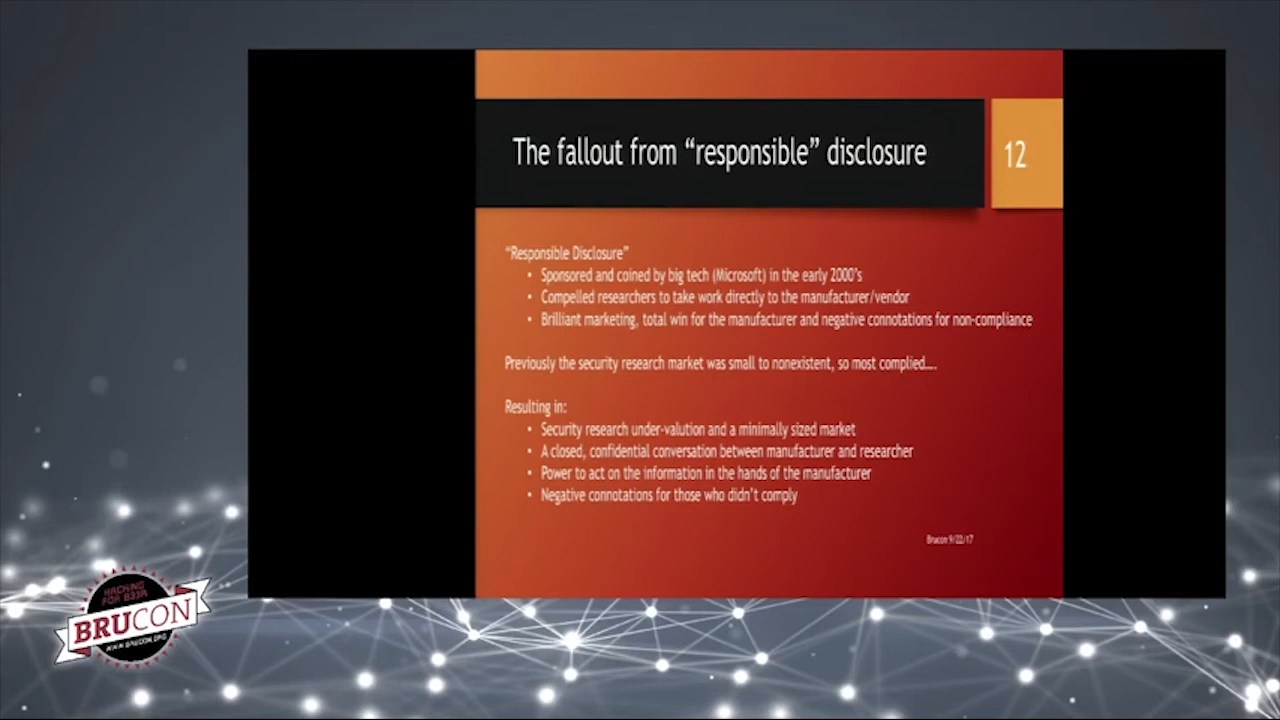 The fallout from “responsible” disclosure
12
“Responsible Disclosure”
• Sponsored and coined by big tech (Microsoft) in the early 2000’s
• Compelled researchers to take work directly to the manufacturer/vendor
• Brilliant marketing, total win for the manufacturer and negative connotations for non-compliance
Previously the security research market was small to nonexistent, so most complied....
Resulting in:
• Security research under-valution and a minimally sized market
• A closed, confidential conversation between manufacturer and researcher
• Power to act on the information in the hands of the manufacturer
• Negative connotations for those who didn’t comply
Brucon 9/22/17
HACKING
FOR B33R
BRUCON
WWW.BRUCON.ORG